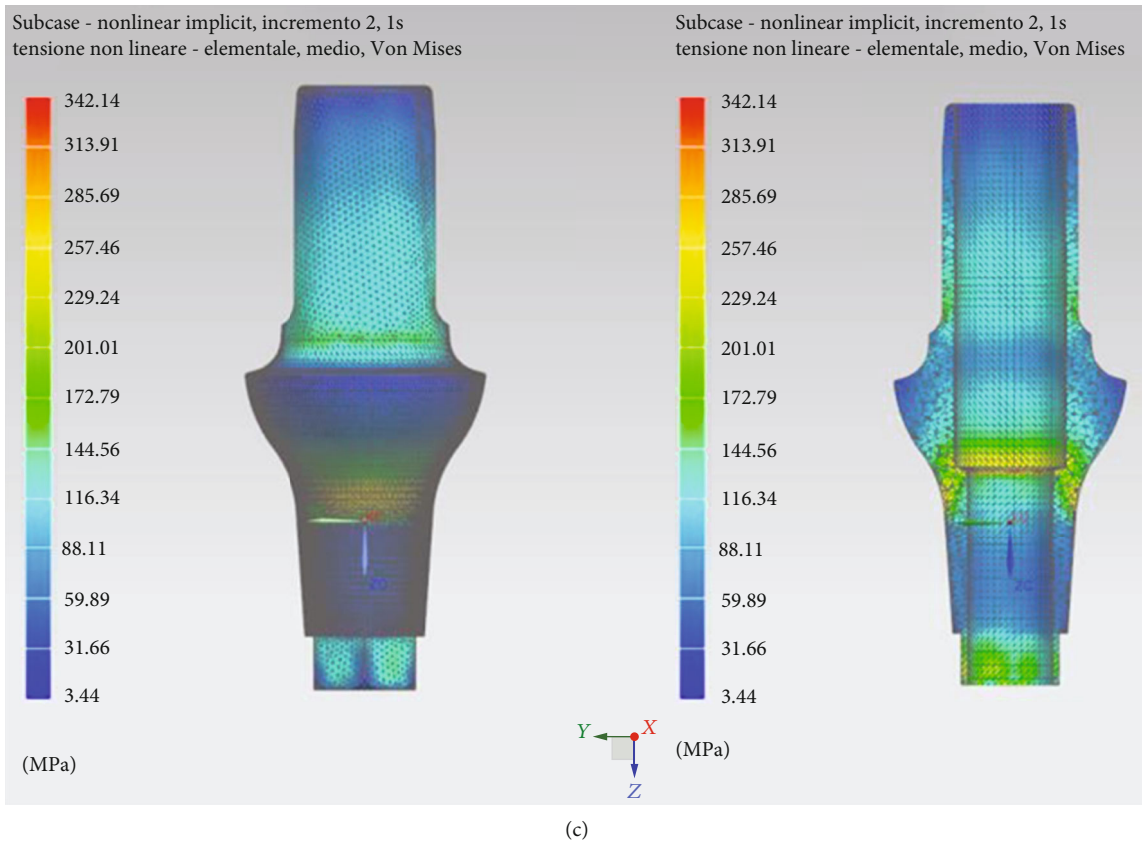 Subcase - nonlinear implicit, incremento 2, 1s
tensione non lineare - elementale, medio, Von Mises
342.14
313.91
285.69
257.46
229.24
201.01
172.79
144.56
116.34
88.11
59.89
31.66
3.44
(MPa)
ZC
Subcase - nonlinear implicit, incremento 2, 1s
tensione non lineare - elementale, medio, Von Mises
342.14
313.91
285.69
257.46
229.24
201.01
172.79
144.56
116.34
88.11
59.89
31.66
3.44
(MPa)
ZC
Y
X
Z
(c)